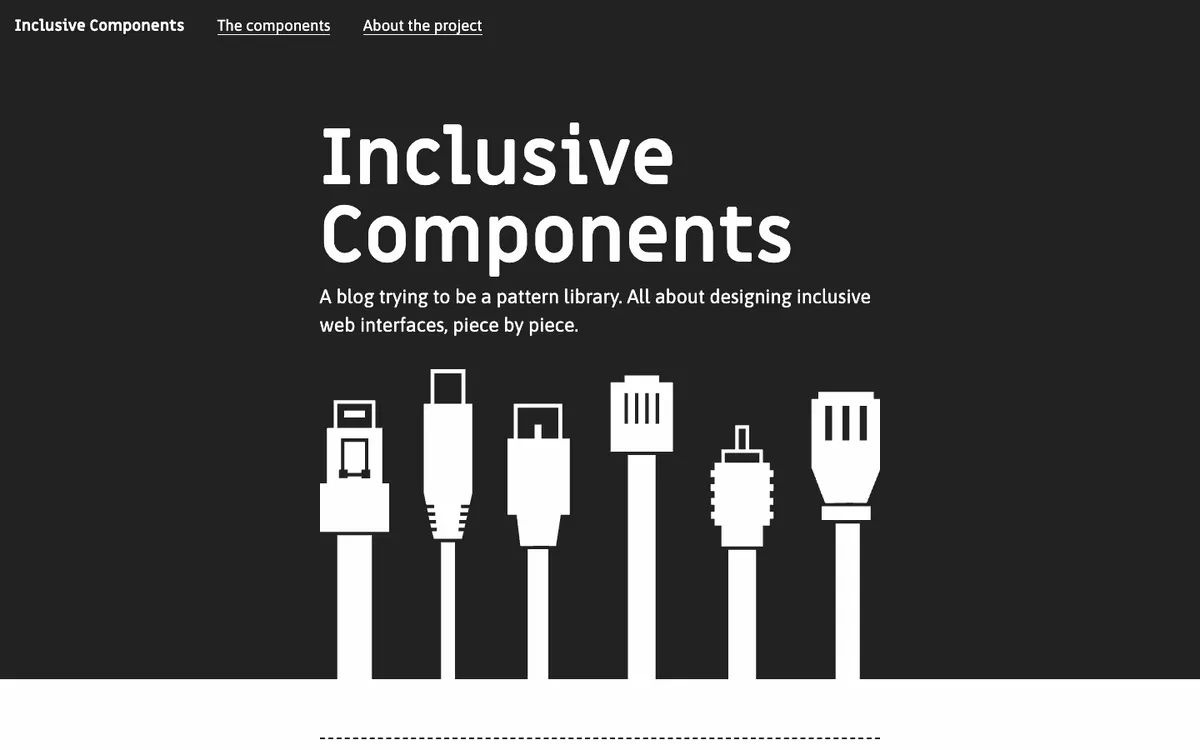 Inclusive Components The components About the project
Inclusive
Components
A blog trying to be a pattern library. All about designing inclusive
web interfaces, piece by piece.